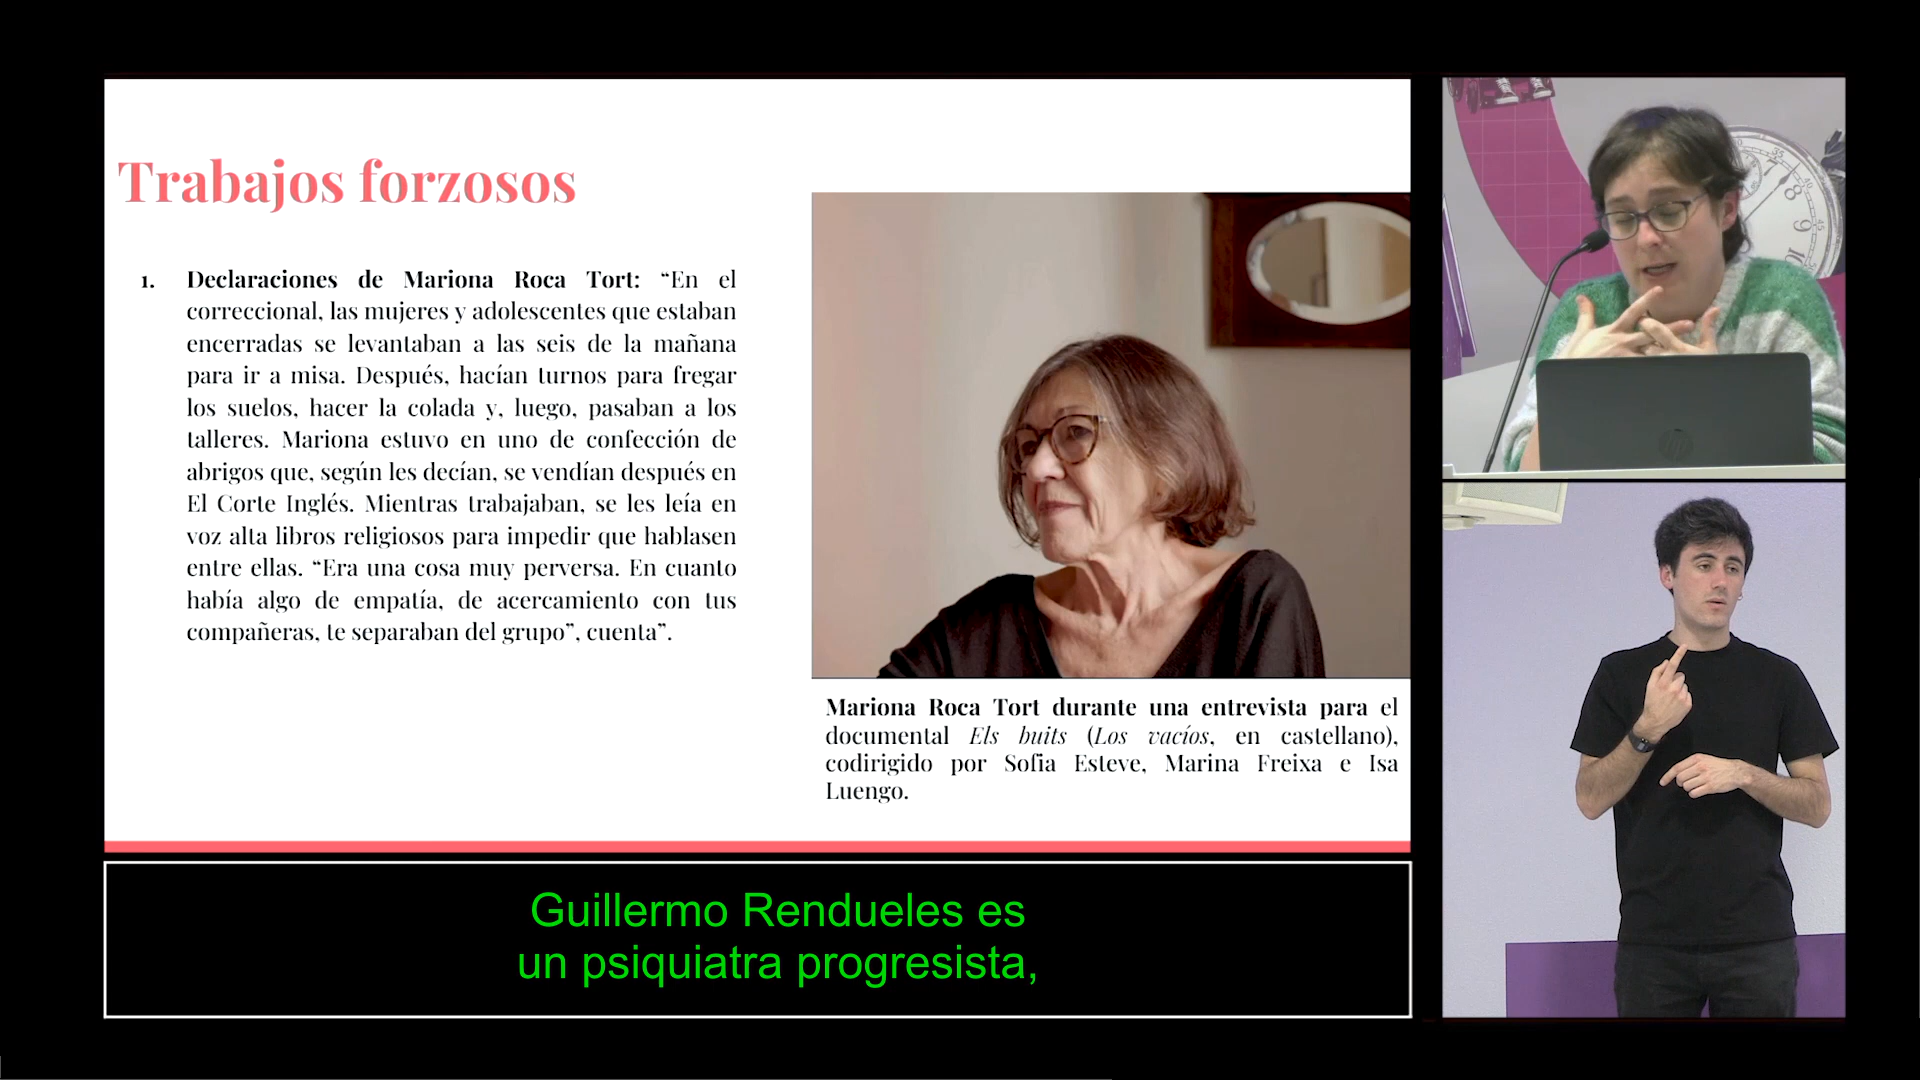 Trabajos forzosos
1. Declaraciones de Mariona Roca Tort: “En el
correccional, las mujeres y adolescentes que estaban
encerradas se levantaban a las seis de la mañana
para ir a misa. Después, hacían turnos para fregar
los suelos, hacer la colada y, luego, pasaban a los
talleres. Mariona estuvo en uno de confección de
abrigos que, según les decían, se vendían después en
El Corte Inglés. Mientras trabajaban, se les leía en
voz alta libros religiosos para impedir que hablasen
entre ellas. “Era una cosa muy perversa. En cuanto
había algo de empatía, de acercamiento con tus
compañeras, te separaban del grupo”, cuenta”.
Mariona Roca Tort durante una entrevista para el
documental Els buits (Los vacíos, en castellano),
codirigido por Sofia Esteve, Marina Freixa e Isa
Luengo.
Guillermo Rendueles es
un psiquiatra progresista,